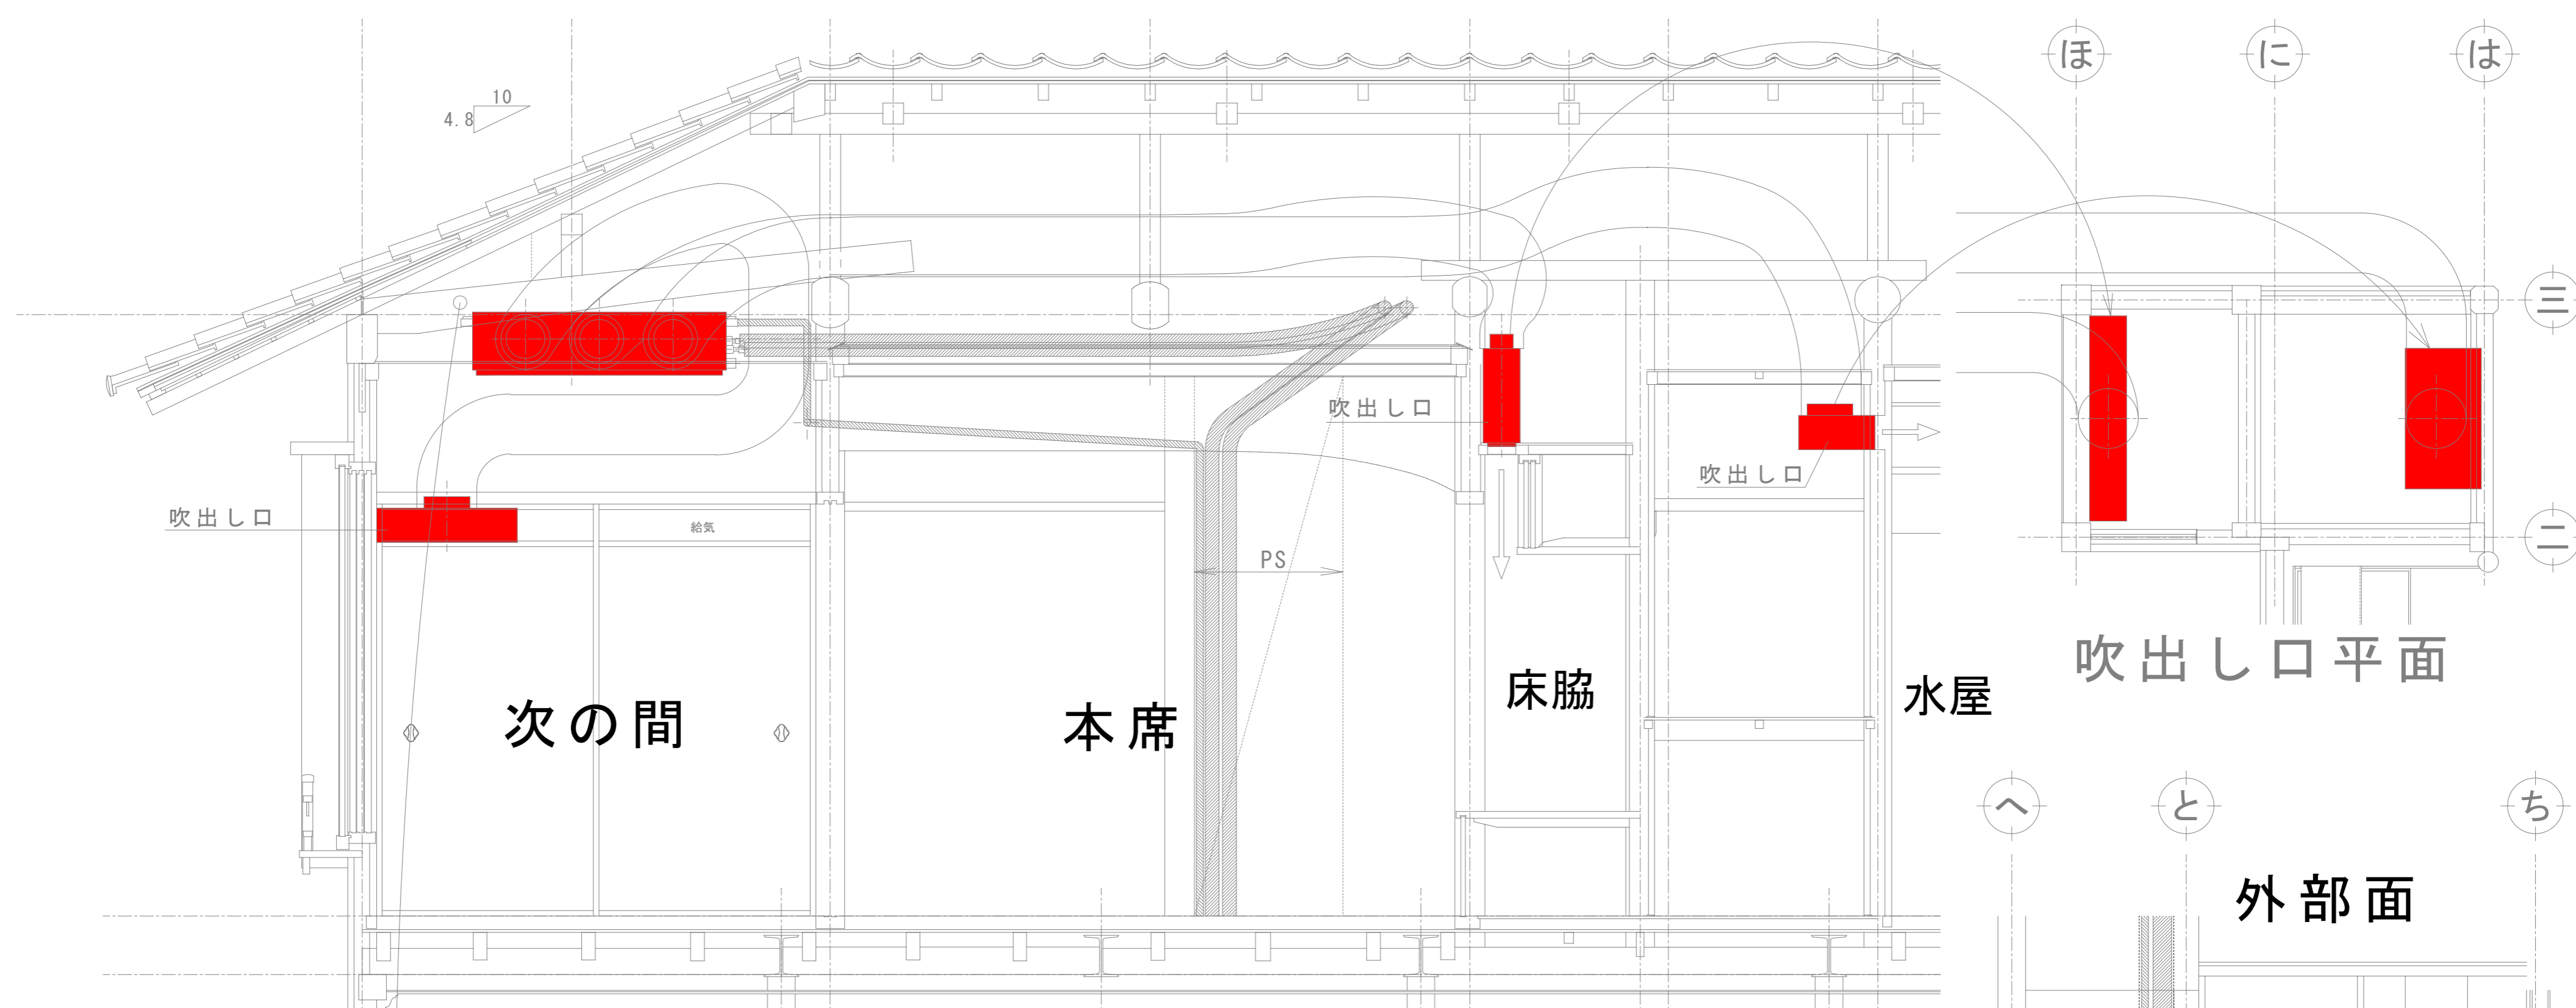 ほ
に
は
10
4.8
三
吹出し口
吹出し口
吹出し口
給気
二
PS
吹出し口平面
床脇
水屋
次の間
本席
へ
と
ち
外部面